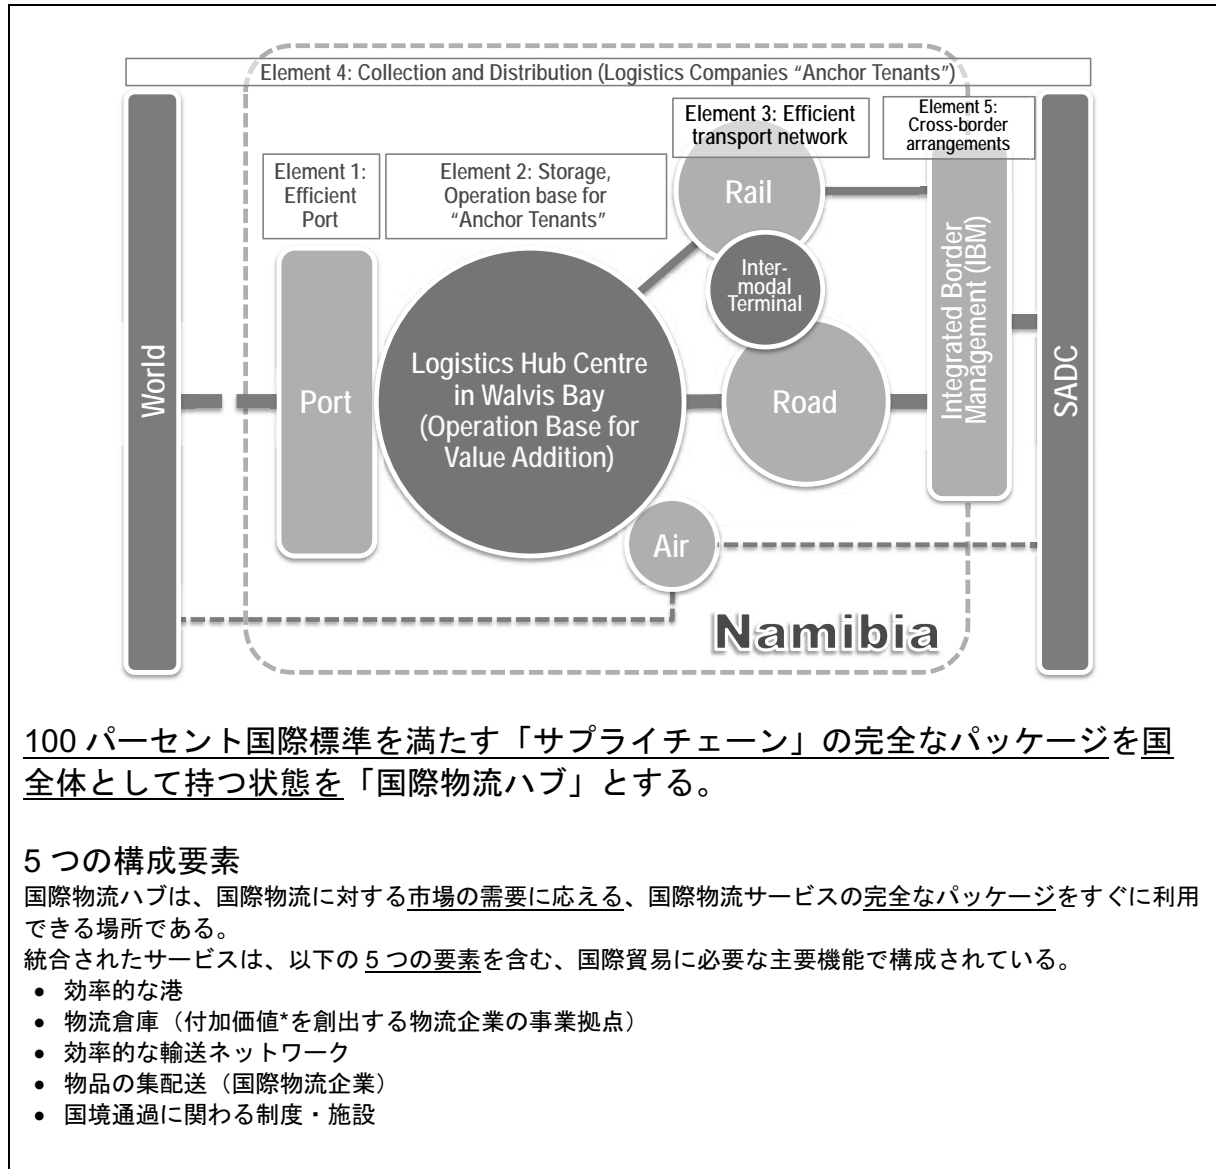 Element 4: Collection and Distribution (Logistics Companies “Anchor Tenants”)
Element 3: Efficient
transport network
Element 5:
Cross-border
arrangements
Element 1:
Efficient
Port
Element 2: Storage,
Operation base for
“Anchor Tenants”
Rail
Inter-
modal
Terminal
World
Port
Logistics Hub Centre
in Walvis Bay
(Operation Base for
Value Addition)
Road
Integrated Border
Management (IBM)
SADC
Air
Namibia
100 パーセント国際標準を満たす「サプライチェーン」の完全なパッケージを国
全体として持つ状態を「国際物流ハブ」とする。
5 つの構成要素
国際物流ハブは、国際物流に対する市場の需要に応える、国際物流サービスの完全なパッケージをすぐに利用
できる場所である。
統合されたサービスは、以下の 5 つの要素を含む、国際貿易に必要な主要機能で構成されている。
• 効率的な港
• 物流倉庫（付加価値*を創出する物流企業の事業拠点）
• 効率的な輸送ネットワーク
• 物品の集配送（国際物流企業）
• 国境通過に関わる制度・施設